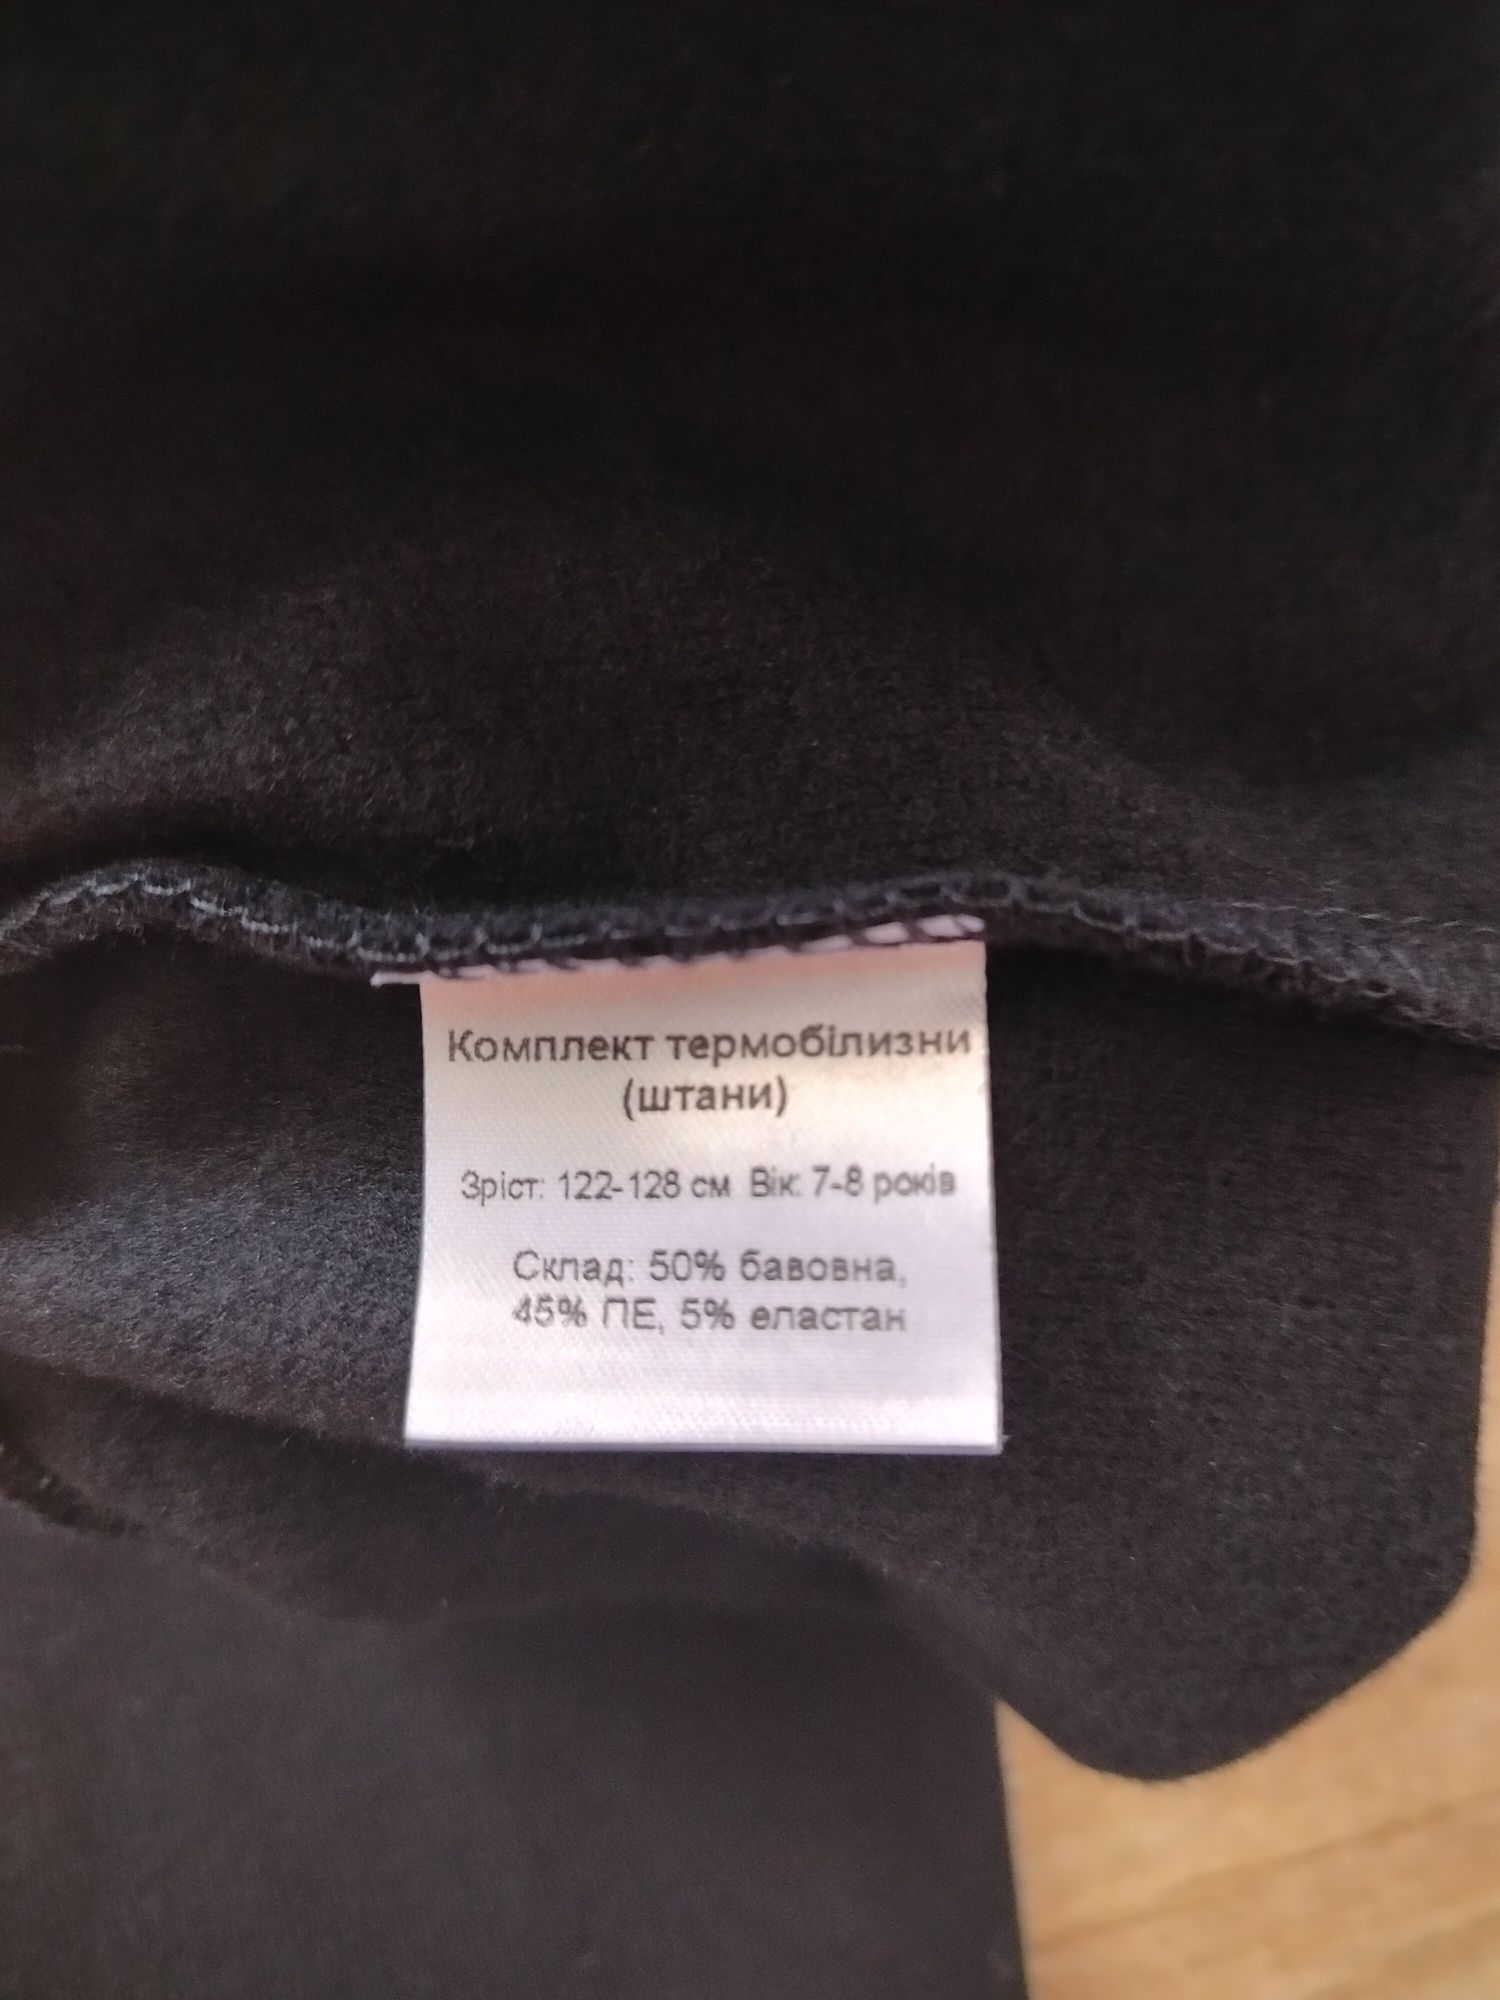 Комплект термобілизни
(штани)
Зріст: 122-128 см Вік: 7-8 років
Склад: 50% бавовна,
45% ПЕ, 5% еластан